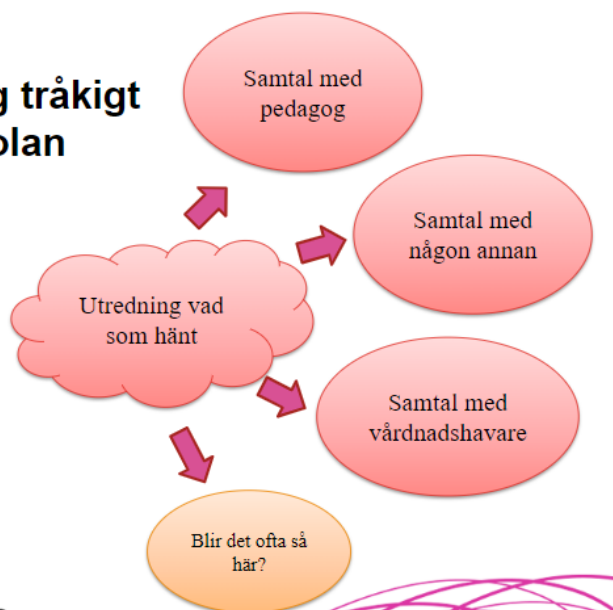 g tråkigt
olan
Samtal med
pedagog
Samtal med
någon annan
Utredning vad
som hänt
Samtal med
vårdnadshavare
Blir det ofta så
här?